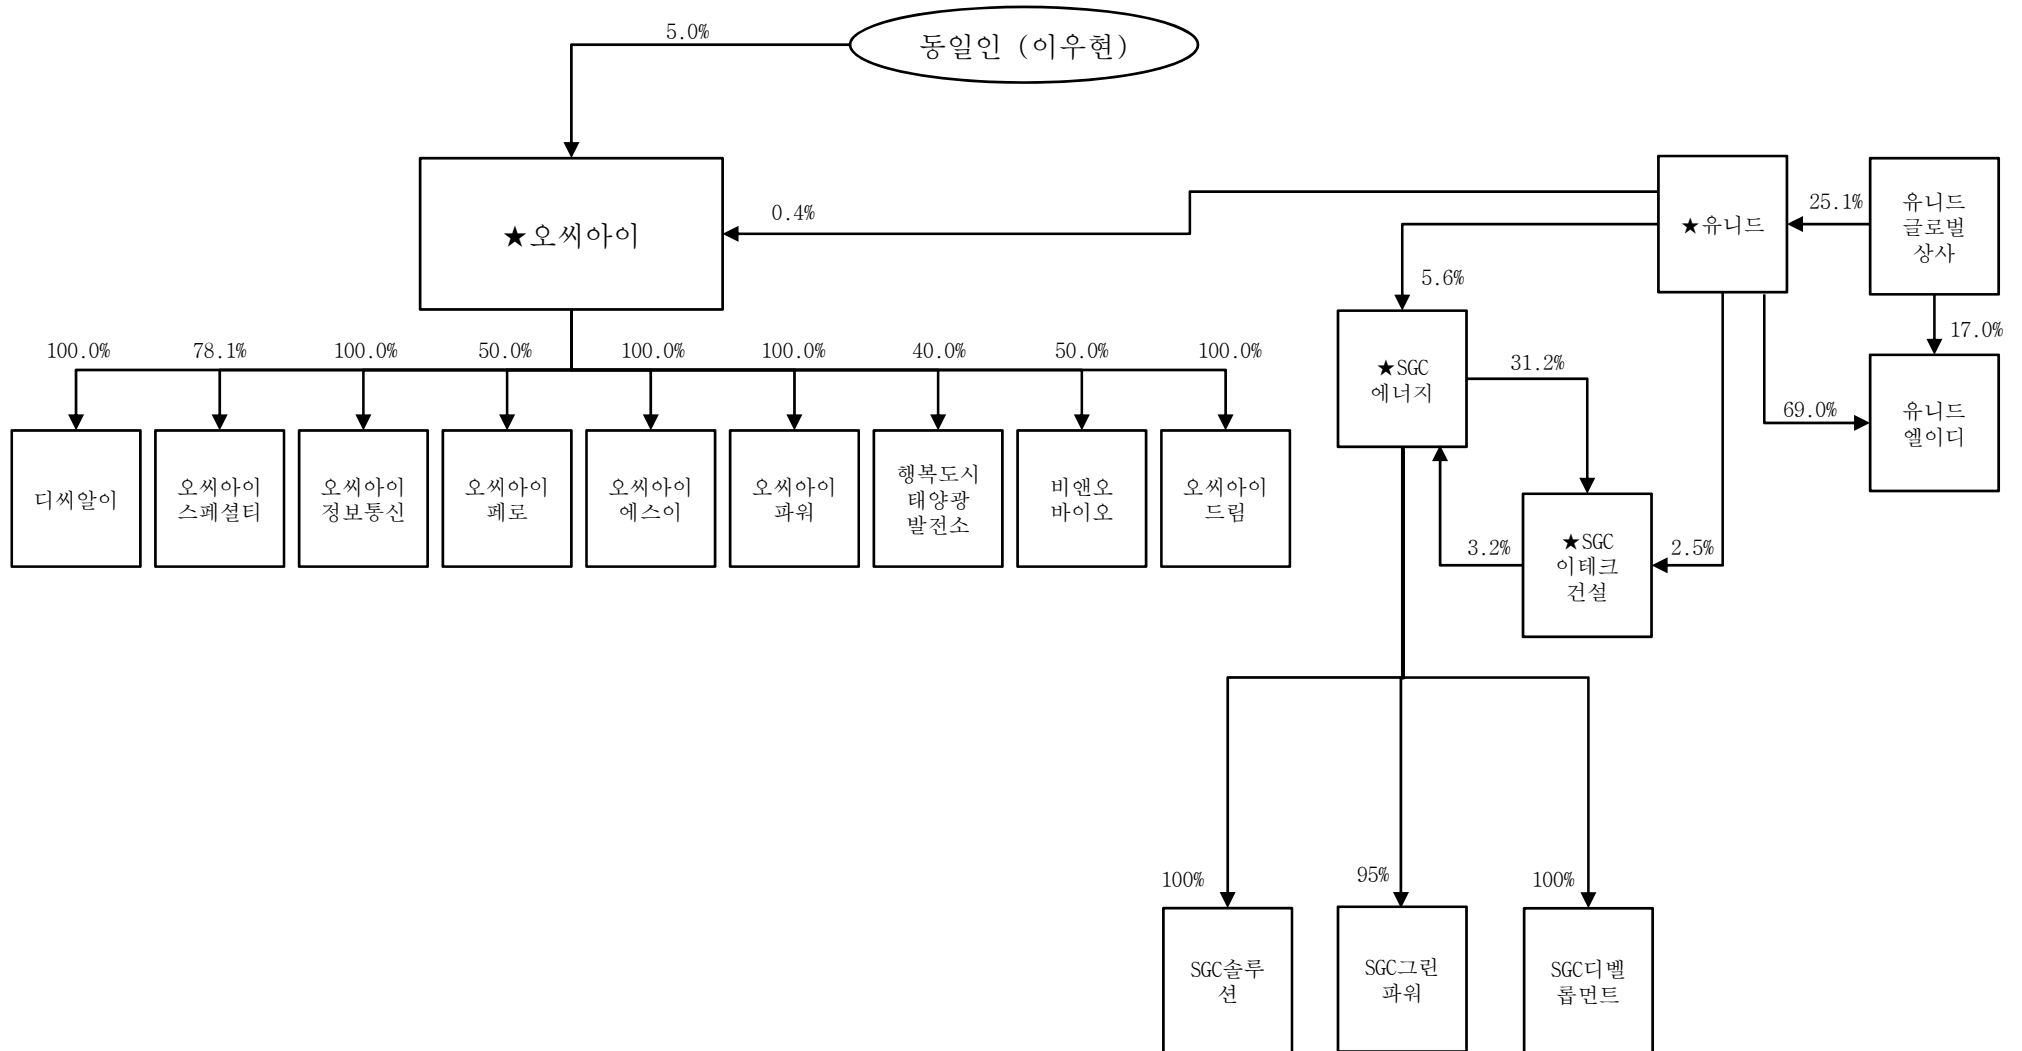 5.0%
동일인 (이우현)
★오씨아이
0.4%
★유니드
25.1%
유니드
글로벌
상사
5.6%
17.0%
100.0%
78.1%
100.0%
50.0%
100.0%
100.0%
40.0%
50.0%
100.0%
★SGC
에너지
31.2%
69.0%
유니드
엘이디
디씨알이
오씨아이
스페셜티
오씨아이
정보통신
오씨아이
페로
오씨아이
에스이
오씨아이
파워
행복도시
태양광
발전소
비앤오
바이오
오씨아이
드림
3.2%
★SGC
이테크
건설
2.5%
100%
95%
100%
SGC솔루
션
SGC그린
파워
SGC디벨
롭먼트